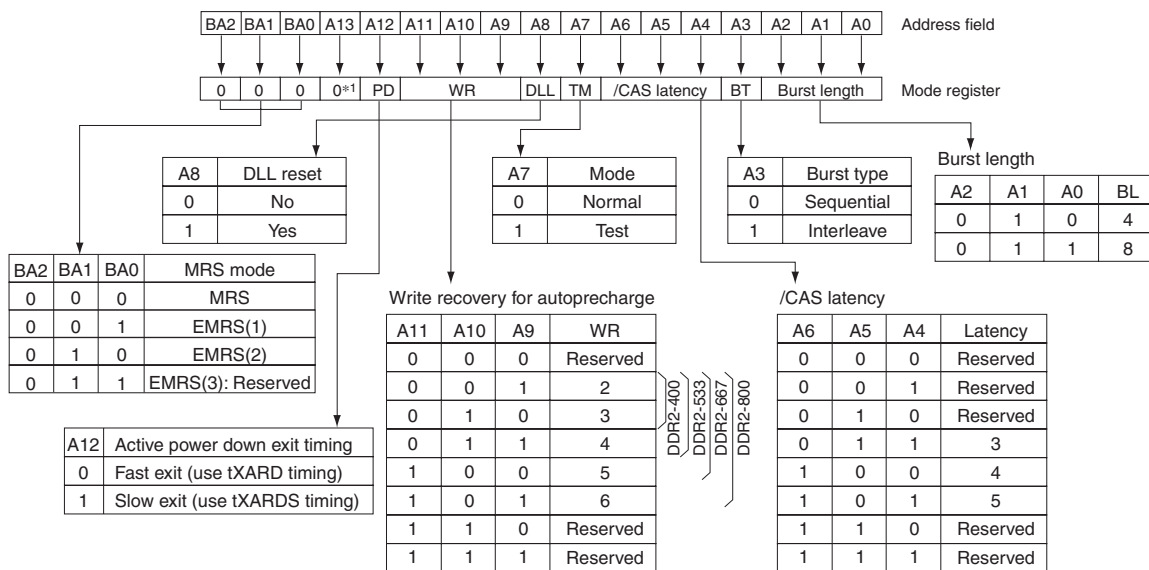 BA2 BA1 BA0 A13 A12 A11 A10 A9 A8 A7 A6 A5 A4 A3 A2 A1 A0 Address field
0 0 0 0*1 PD WR DLL TM /CAS latency BT Burst length Mode register
A8 DLL reset
0 No
1 Yes
A7 Mode
0 Normal
1 Test
A3 Burst type
0 Sequential
1 Interleave
Burst length
A2 A1 A0 BL
0 1 0 4
0 1 1 8
BA2 BA1 BA0 MRS mode
0 0 0 MRS
0 0 1 EMRS(1)
0 1 0 EMRS(2)
0 1 1 EMRS(3): Reserved
A12 Active power down exit timing
0 Fast exit (use tXARD timing)
1 Slow exit (use tXARDS timing)
Write recovery for autoprecharge
A11 A10 A9 WR
0 0 0 Reserved
0 0 1 2
0 1 0 3
0 1 1 4
1 0 0 5
1 0 1 6
1 1 0 Reserved
1 1 1 Reserved
DDR2-400
DDR2-533
DDR2-667
DDR2-800
/CAS latency
A6 A5 A4 Latency
0 0 0 Reserved
0 0 1 Reserved
0 1 0 Reserved
0 1 1 3
1 0 0 4
1 0 1 5
1 1 0 Reserved
1 1 1 Reserved